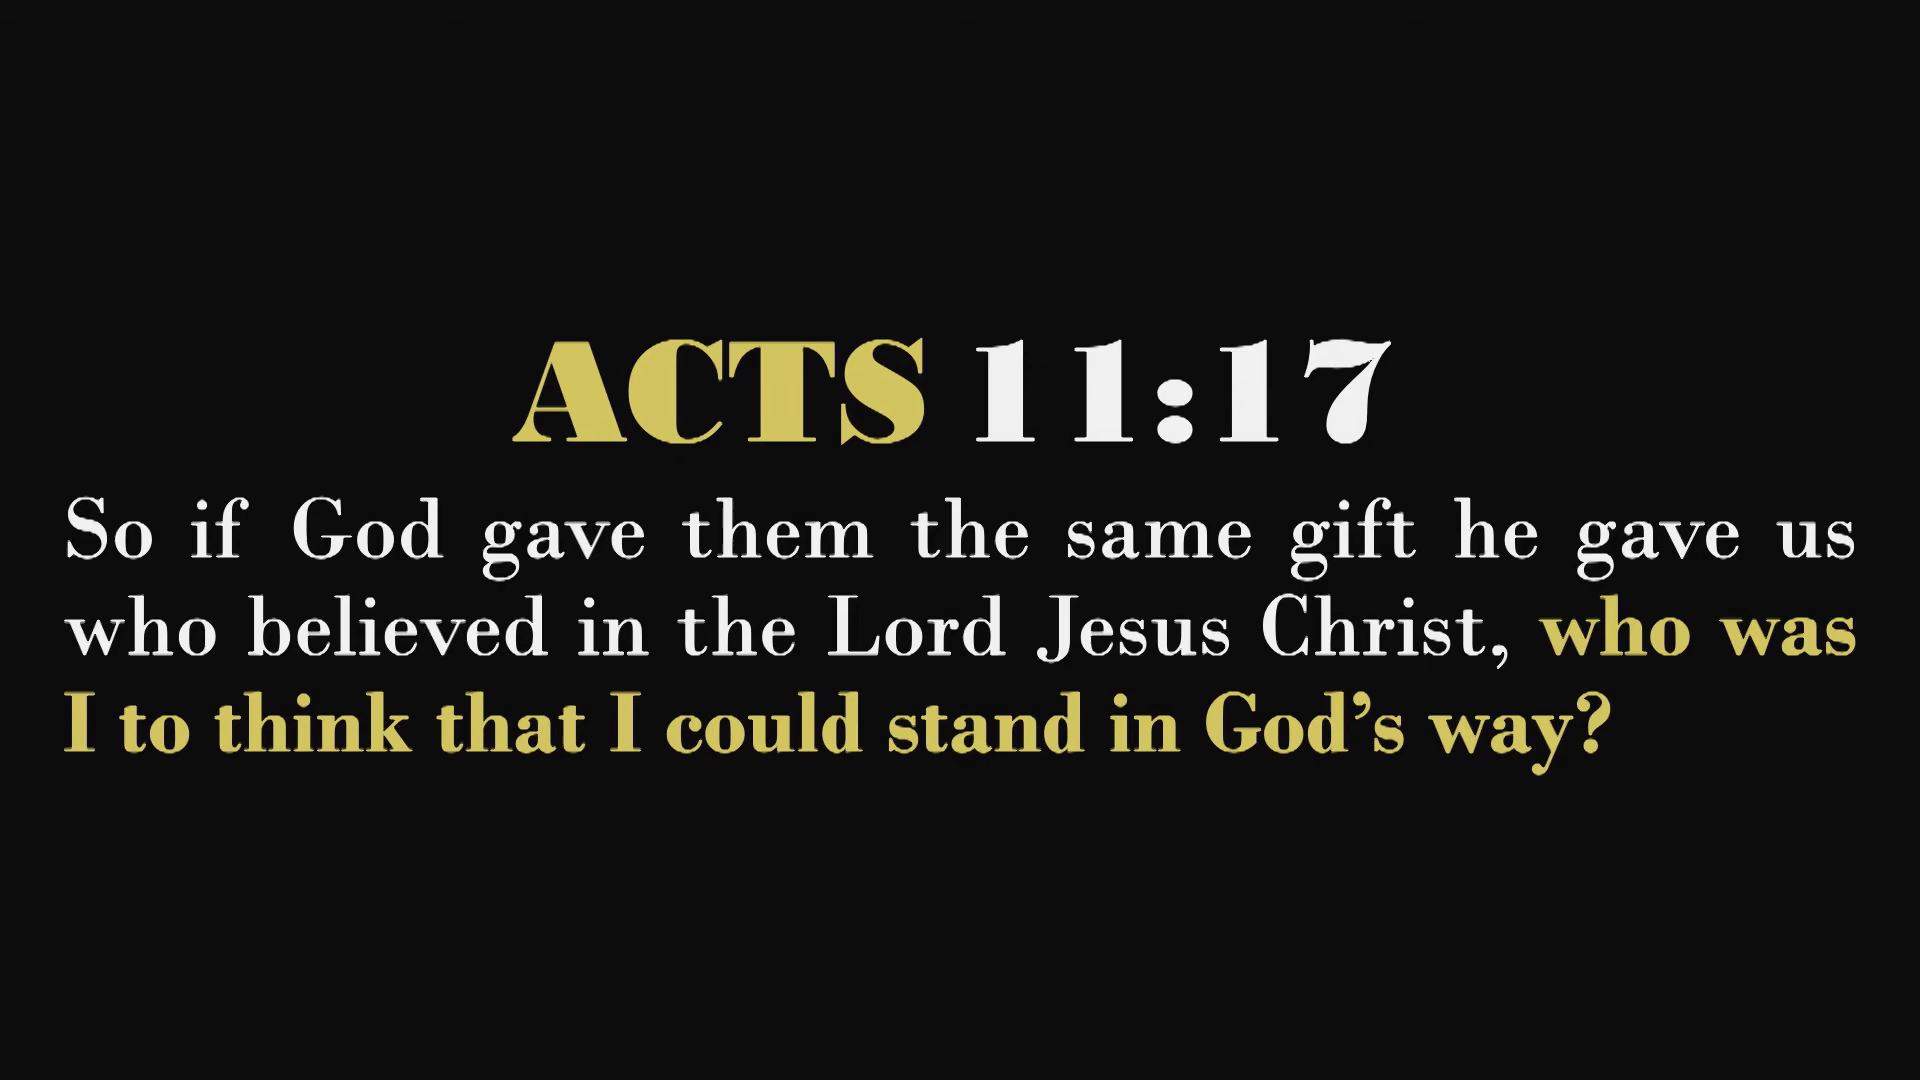 ACTS 11:17
So if God gave them the same gift he gave us
who believed in the Lord Jesus Christ, who was
I to think that I could stand in God’s way?